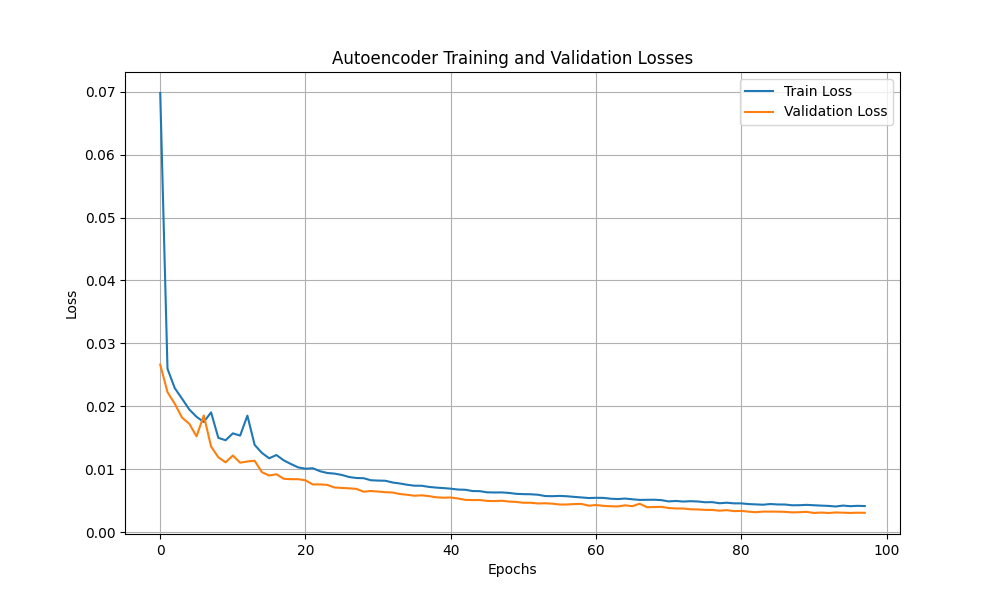 Autoencoder Training and Validation Losses
Train Loss
Validation Loss
0.07
0.06
0.05
0.04
0.03
0.02
0.01
0.00
Loss
0 20 40 60 80 100
Epochs